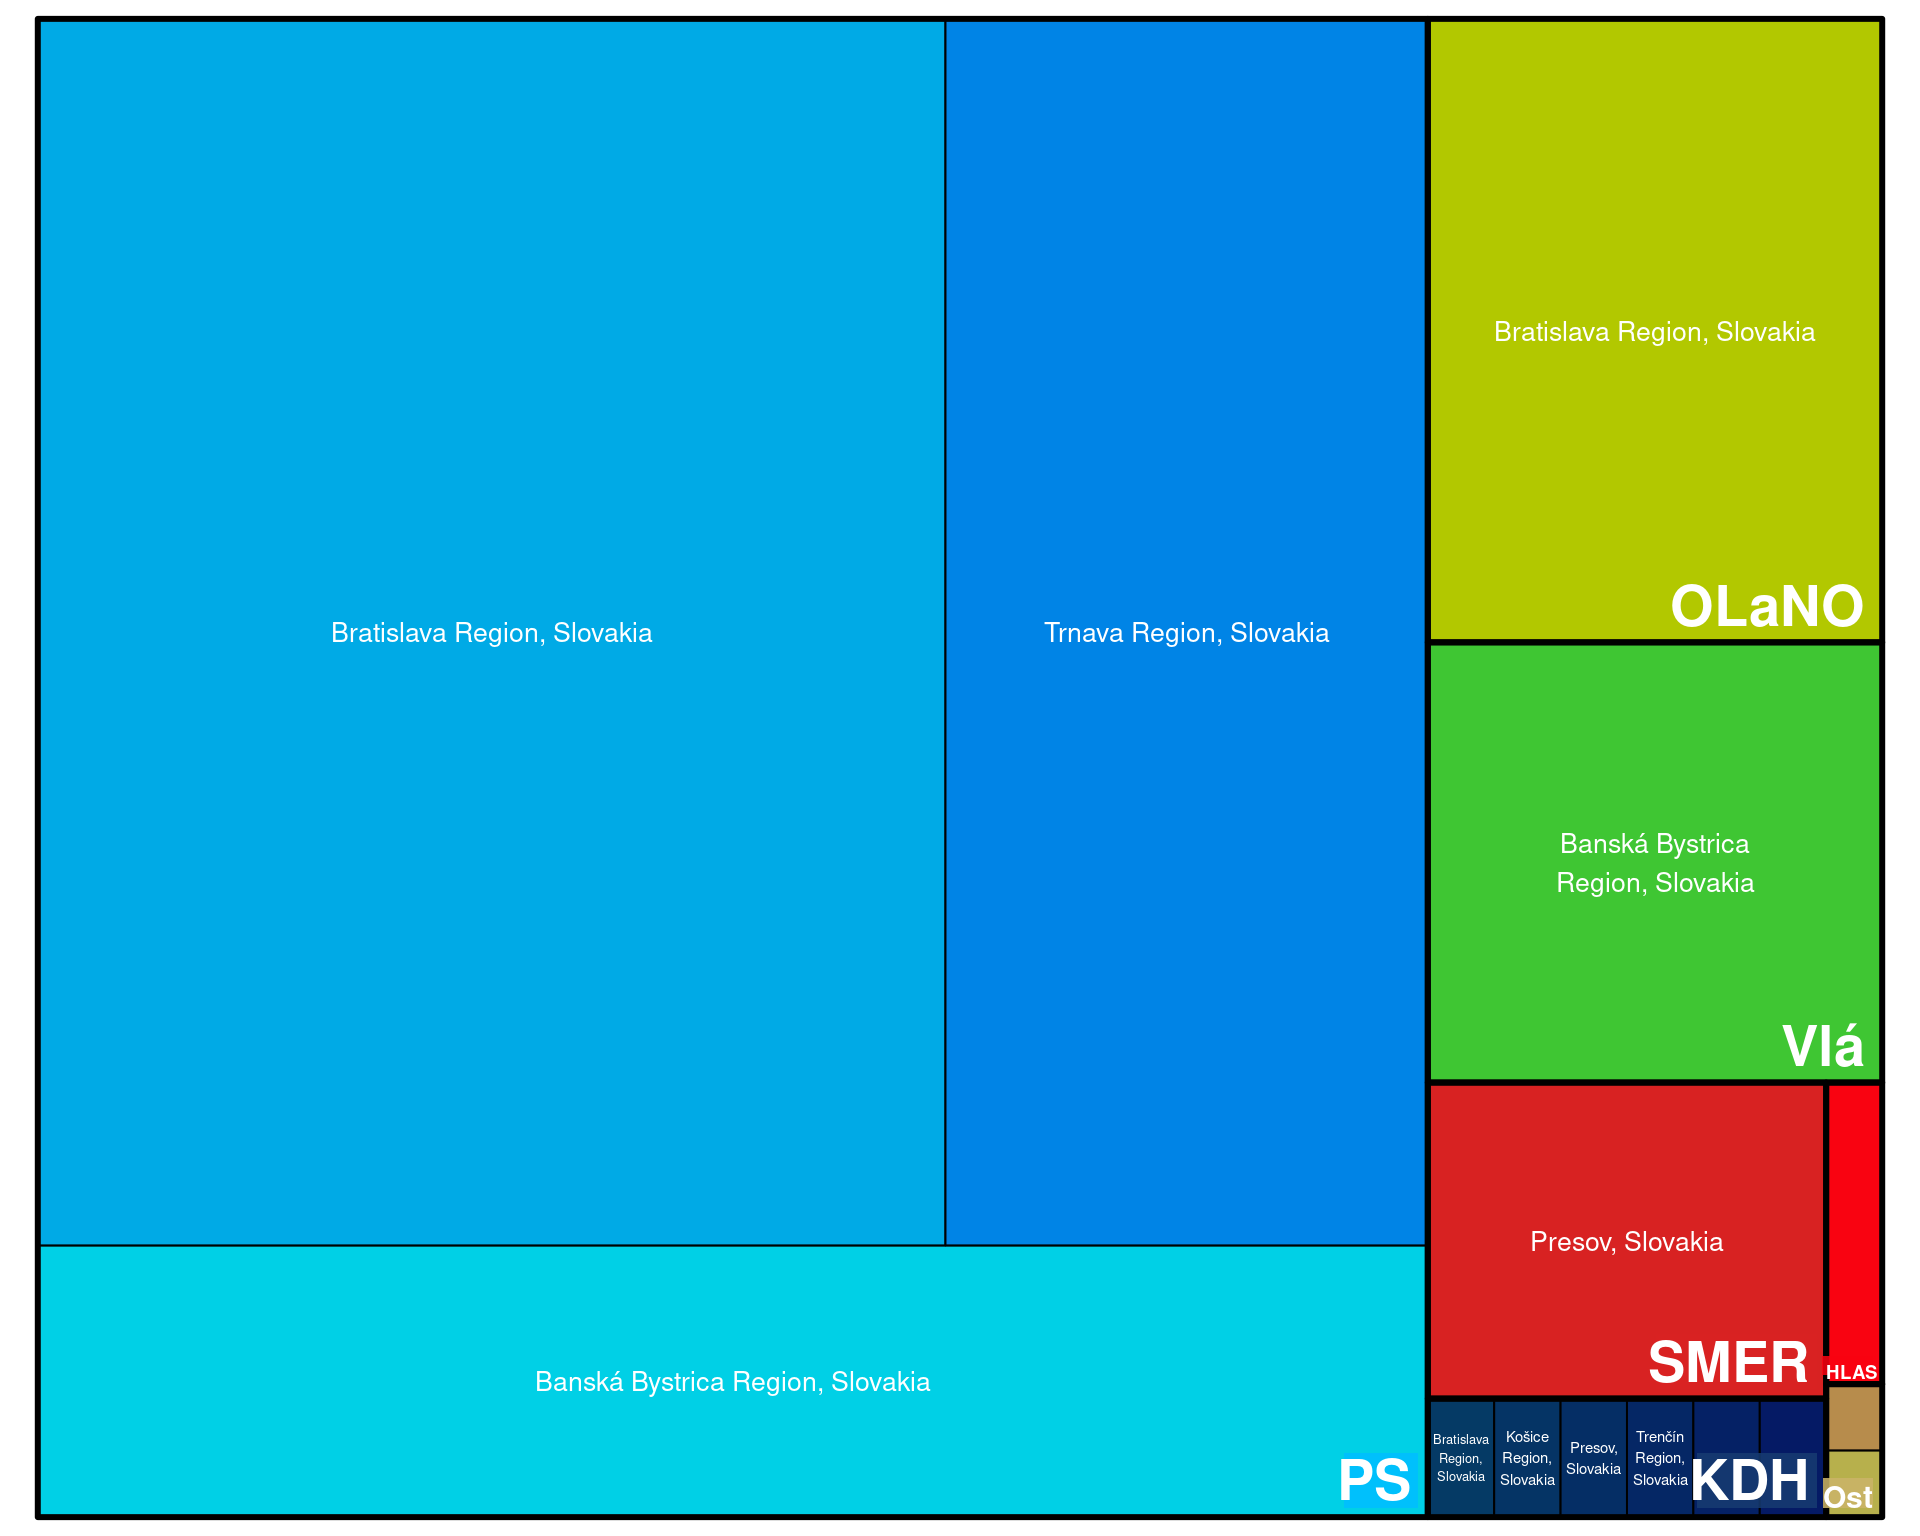 Bratislava Region, Slovakia
Trnava Region, Slovakia
Banská Bystrica Region, Slovakia
PS
Bratislava Region, Slovakia
OLaNO
Banská Bystrica
Region, Slovakia
Vlá
Presov, Slovakia
SMER
HLAS
Bratislava
Region,
Slovakia
Košice
Region,
Slovakia
Presov,
Slovakia
Trenčín
Region,
Slovakia
KDH
Ost